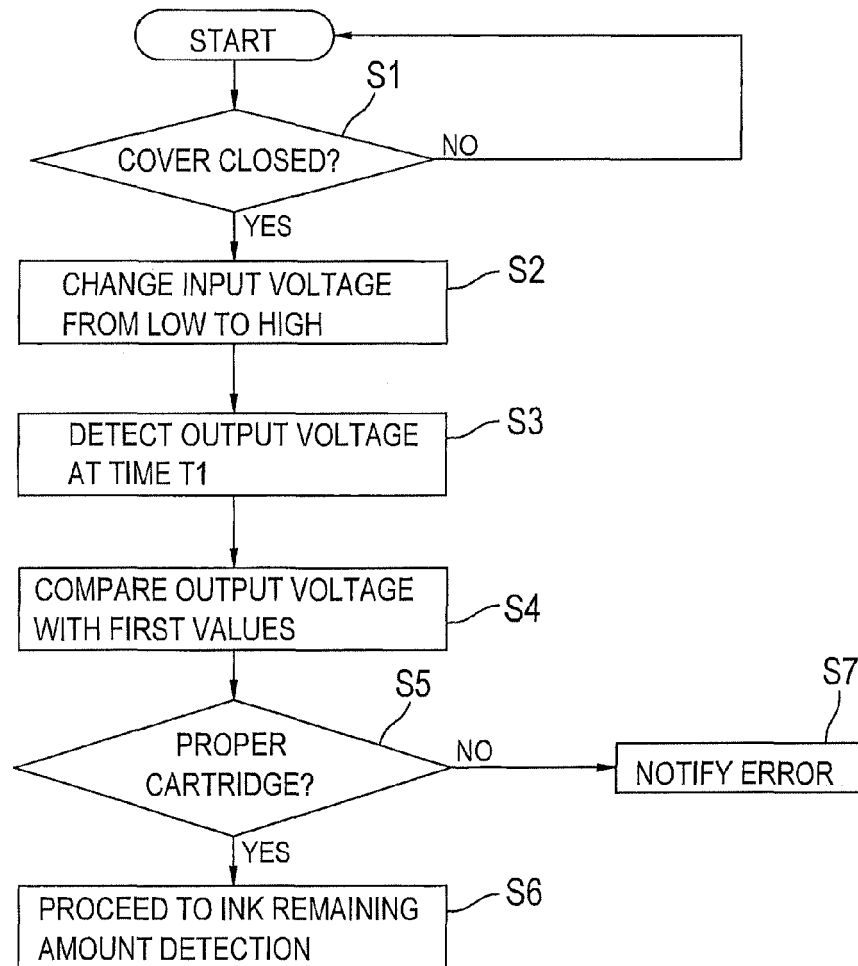 START
S1
COVER CLOSED?
NO
YES
CHANGE INPUT VOLTAGE
FROM LOW TO HIGH
S2
DETECT OUTPUT VOLTAGE
AT TIME T1
S3
COMPARE OUTPUT VOLTAGE
WITH FIRST VALUES
S4
S5
PROPER
CARTRIDGE?
NO
S7
NOTIFY ERROR
YES
PROCEED TO INK REMAINING
AMOUNT DETECTION
S6